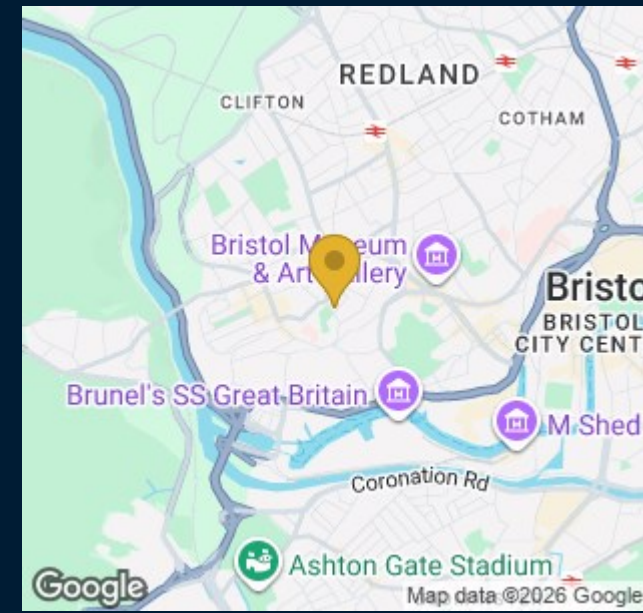 REDLAND
CLIFTON
COTHAM
Bristol M eum
& Art llery
Bristo
BRISTOL
CITY CENT
Brunel's SS Great Britain
M Shed
Coronation Rd
Ashton Gate Stadium
Google
Map data ©2026 Google